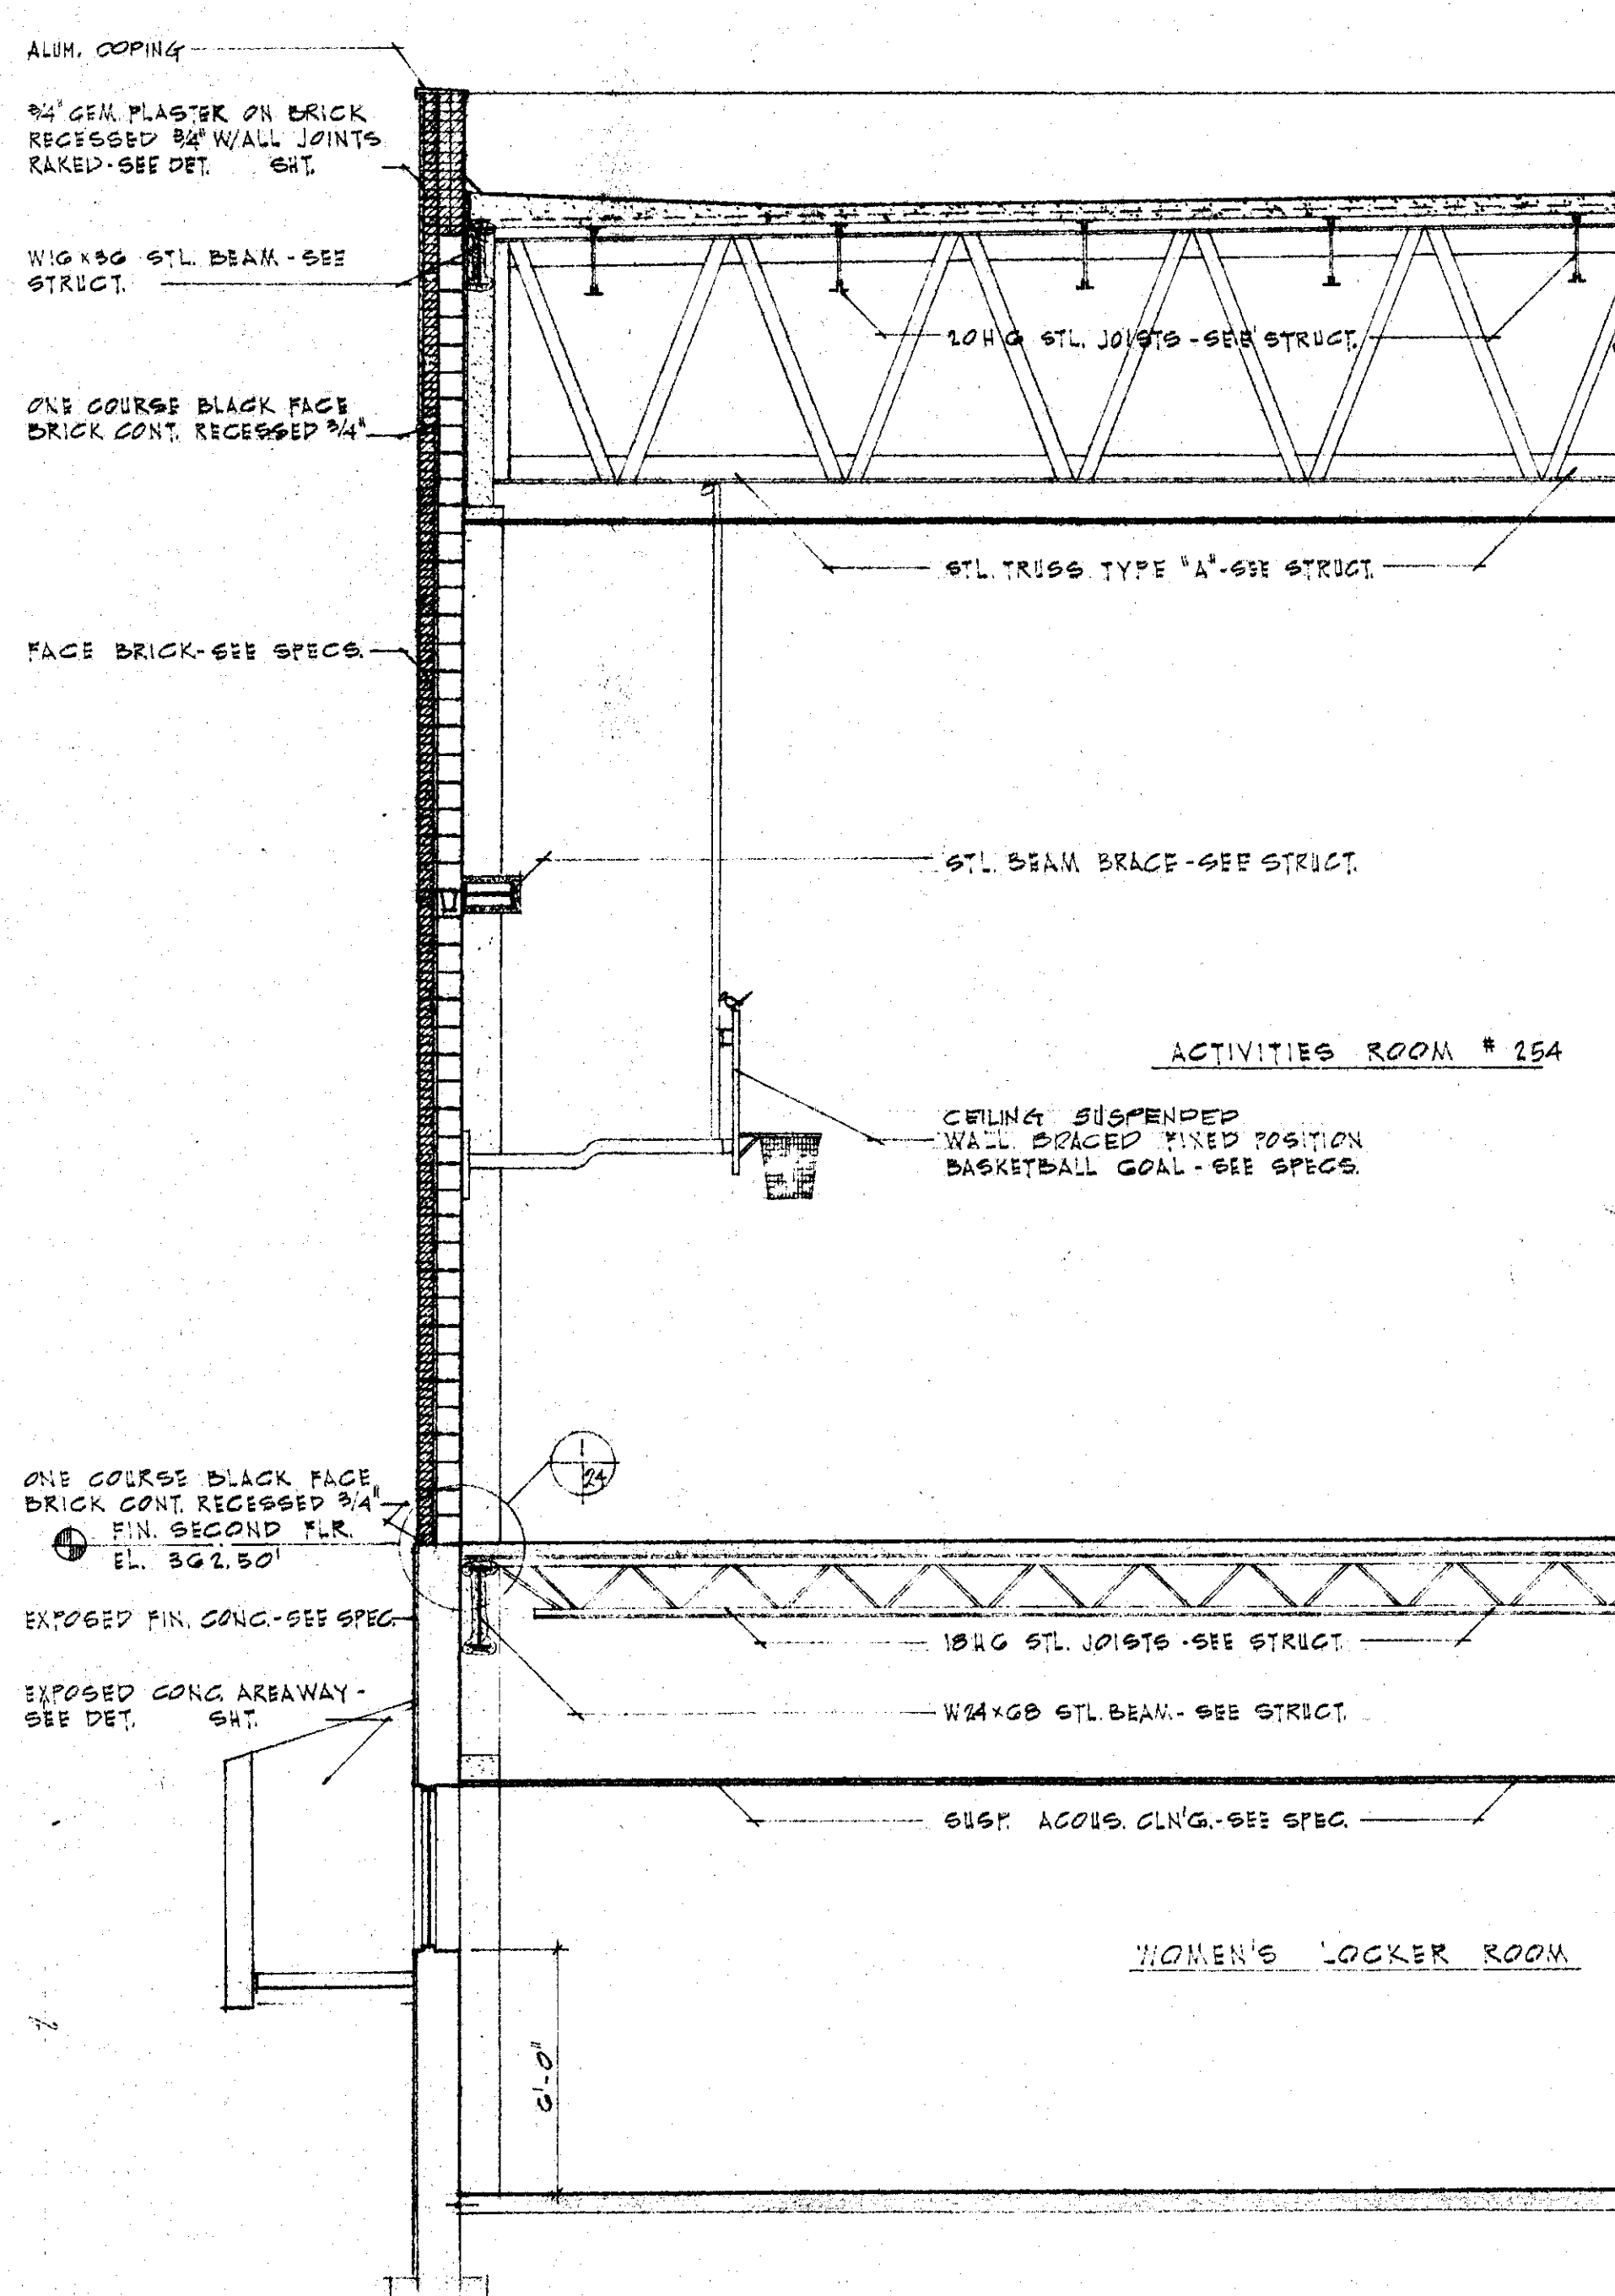 ALUM. COPING
3/4" CEM. PLASTER ON BRICK
RECESSED 3/4" W/ALL JOINTS
RAKED-SEE DET. SHT.
W16 x 36 STL. BEAM - SEE
STRUCT.
20H6 STL. JOISTS - SEE STRUCT.
ONE COURSE BLACK FACE
BRICK CONT. RECESSED 3/4"
STL. TRUSS TYPE "A"-SEE STRUCT.
FACE BRICK-SEE SPECS.
STL. BEAM BRACE - SEE STRUCT.
ACTIVITIES ROOM # 254
CEILING SUSPENDED
WALL BRACED FIXED POSITION
BASKETBALL GOAL - SEE SPECS.
24
ONE COURSE BLACK FACE
BRICK CONT. RECESSED 3/4"
FIN. SECOND FLR.
EL. 362.50'
EXPOSED FIN. CONC.-SEE SPEC.
18H6 STL. JOISTS - SEE STRUCT.
EXPOSED CONC. AREAWAY -
SEE DET. SHT.
W24x68 STL. BEAM - SEE STRUCT.
SUSP. ACOUS. CLN'G.-SEE SPEC.
WOMEN'S LOCKER ROOM
6'-0"